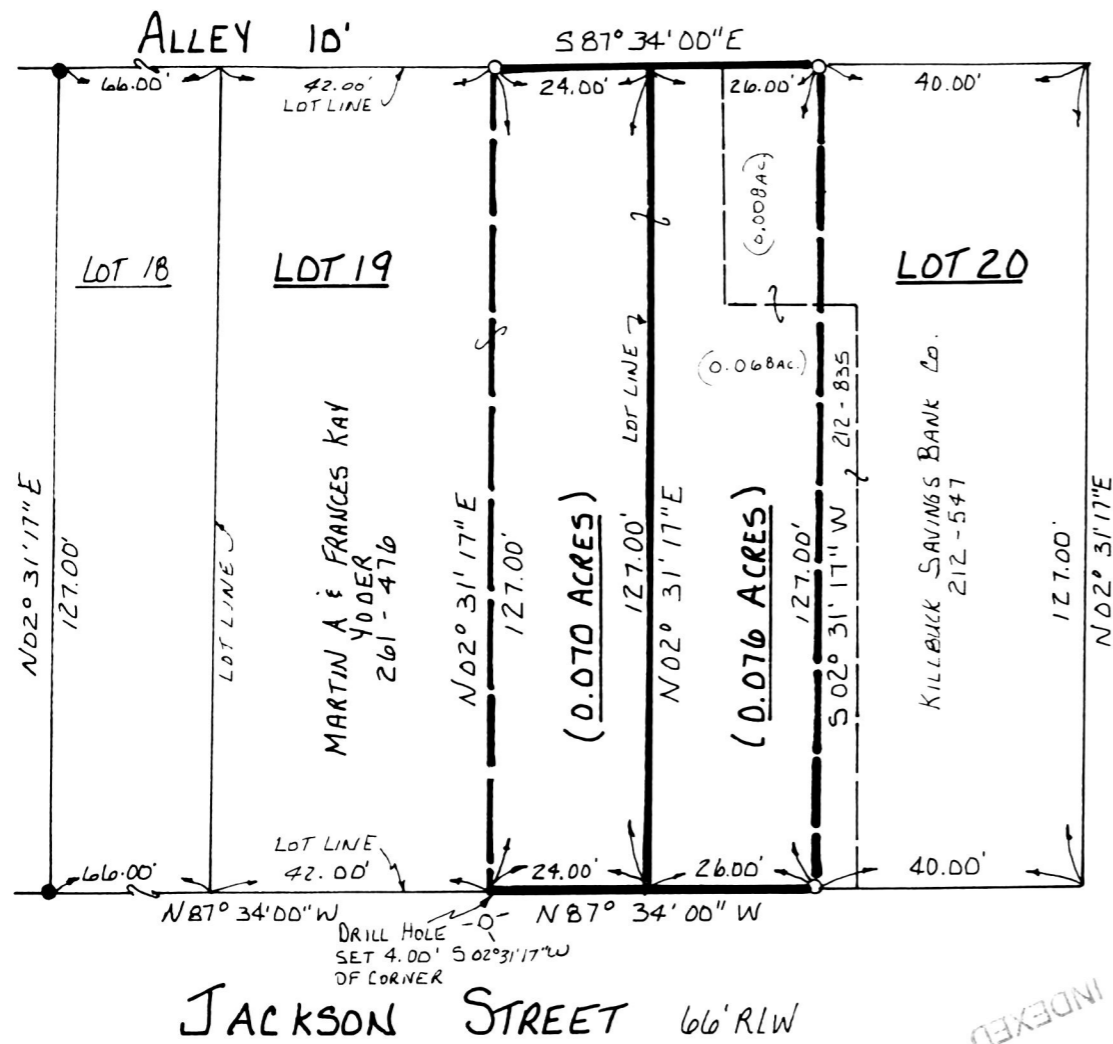 ALLEY 10'
S 87° 34' 00" E
66.00'
42.00'
LOT LINE
24.00'
26.00'
40.00'
(0.008 AC.)
LOT 18
LOT 19
LOT 20
LOT LINE
(0.068 AC.)
212-835
KILLBUCK SAVINGS BANK CO.
212-547
N 02° 31' 17" E
127.00'
LOT LINE
MARTIN A & FRANCES KAY
YODER
261-476
N 02° 31' 17" E
127.00'
(0.070 ACRES)
127.00'
N 02° 31' 17" E
(0.076 ACRES)
127.00'
S 02° 31' 17" W
127.00'
N 02° 31' 17" E
LOT LINE
66.00'
42.00'
24.00'
26.00'
40.00'
N 87° 34' 00" W
N 87° 34' 00" W
DRILL HOLE
SET 4.00' S 02° 31' 17" W
OF CORNER
JACKSON STREET 66' R/W
INDEXED